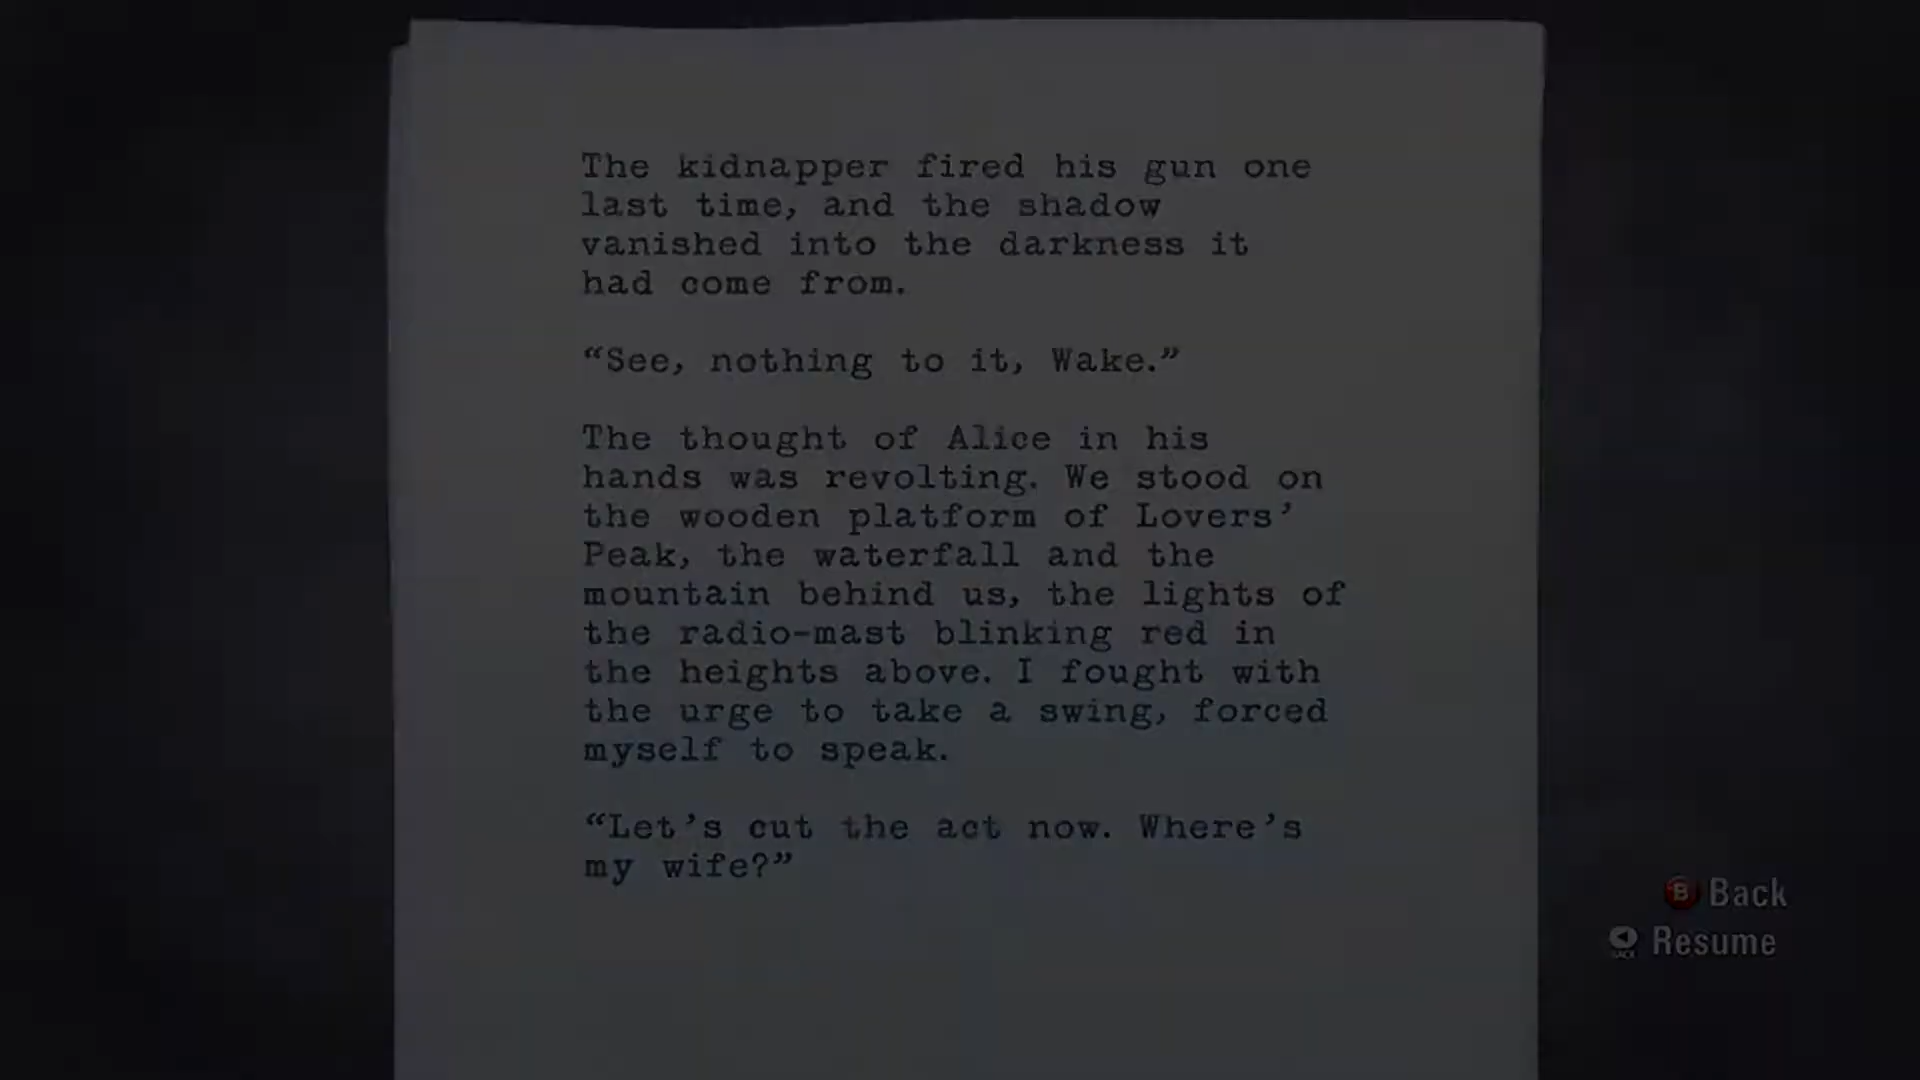 The kidnapper fired his gun one
last time, and the shadow
vanished into the darkness it
had come from.
“See, nothing to it, Wake.”
The thought of Alice in his
hands was revolting. We stood on
the wooden platform of Lovers’
Peak, the waterfall and the
mountain behind us, the lights of
the radio-mast blinking red in
the heights above. I fought with
the urge to take a swing, forced
myself to speak.
“Let’s cut the act now. Where’s
my wife?”
B Back
BACK Resume